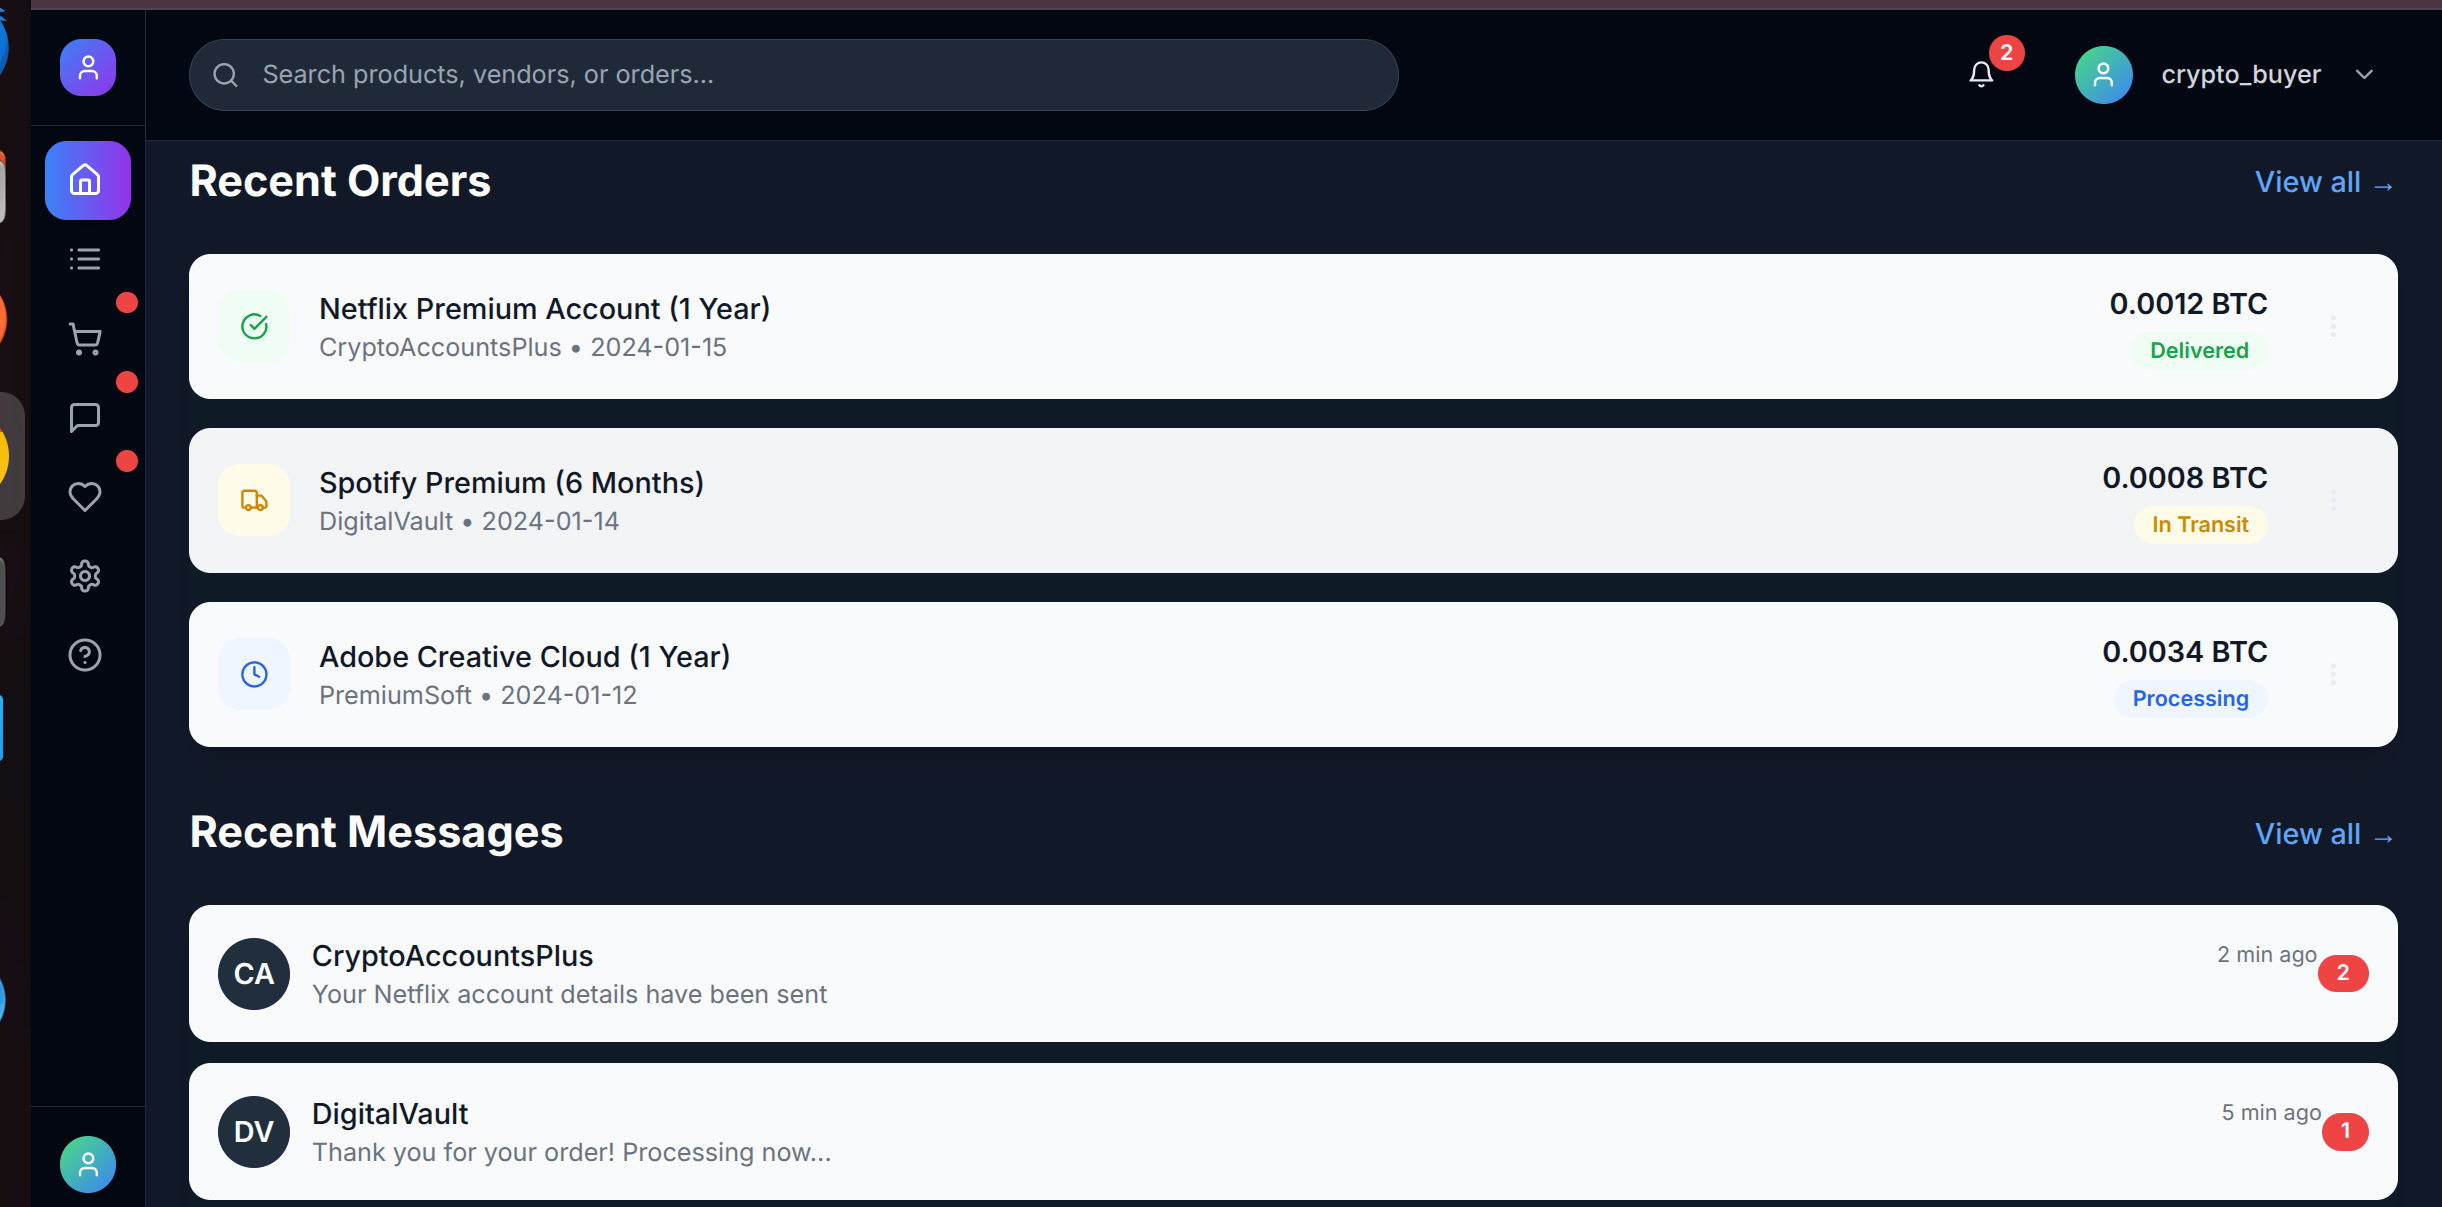 Search products, vendors, or orders...
2
crypto_buyer
Recent Orders
View all →
Netflix Premium Account (1 Year)
CryptoAccountsPlus • 2024-01-15
0.0012 BTC
Delivered
Spotify Premium (6 Months)
DigitalVault • 2024-01-14
0.0008 BTC
In Transit
Adobe Creative Cloud (1 Year)
PremiumSoft • 2024-01-12
0.0034 BTC
Processing
Recent Messages
View all →
CA
CryptoAccountsPlus
Your Netflix account details have been sent
2 min ago
2
DV
DigitalVault
Thank you for your order! Processing now...
5 min ago
1